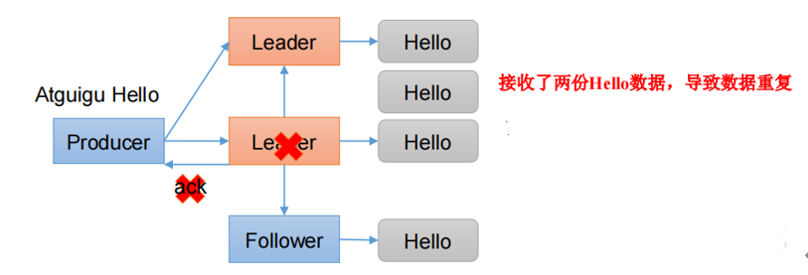 Leader
Hello
接收了两份Hello数据，导致数据重复
Hello
Atguigu Hello
Producer
Leader
Hello
ack
Follower
Hello